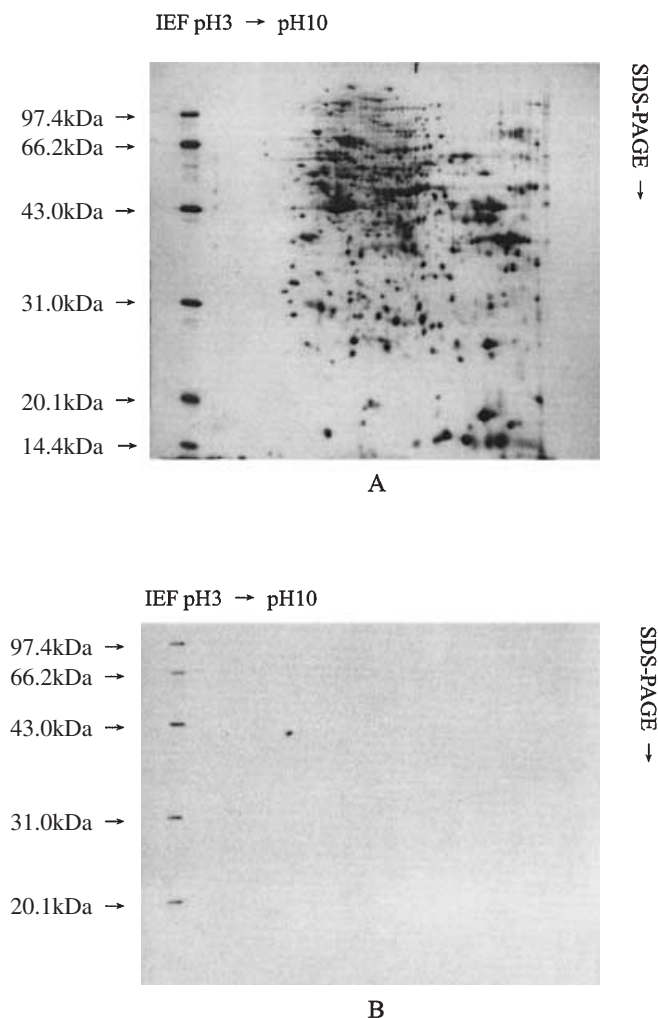 IEF pH3 → pH10
SDS-PAGE →
97.4kDa →
66.2kDa →
43.0kDa →
31.0kDa →
20.1kDa →
14.4kDa →
A
IEF pH3 → pH10
SDS-PAGE →
97.4kDa →
66.2kDa →
43.0kDa →
31.0kDa →
20.1kDa →
B